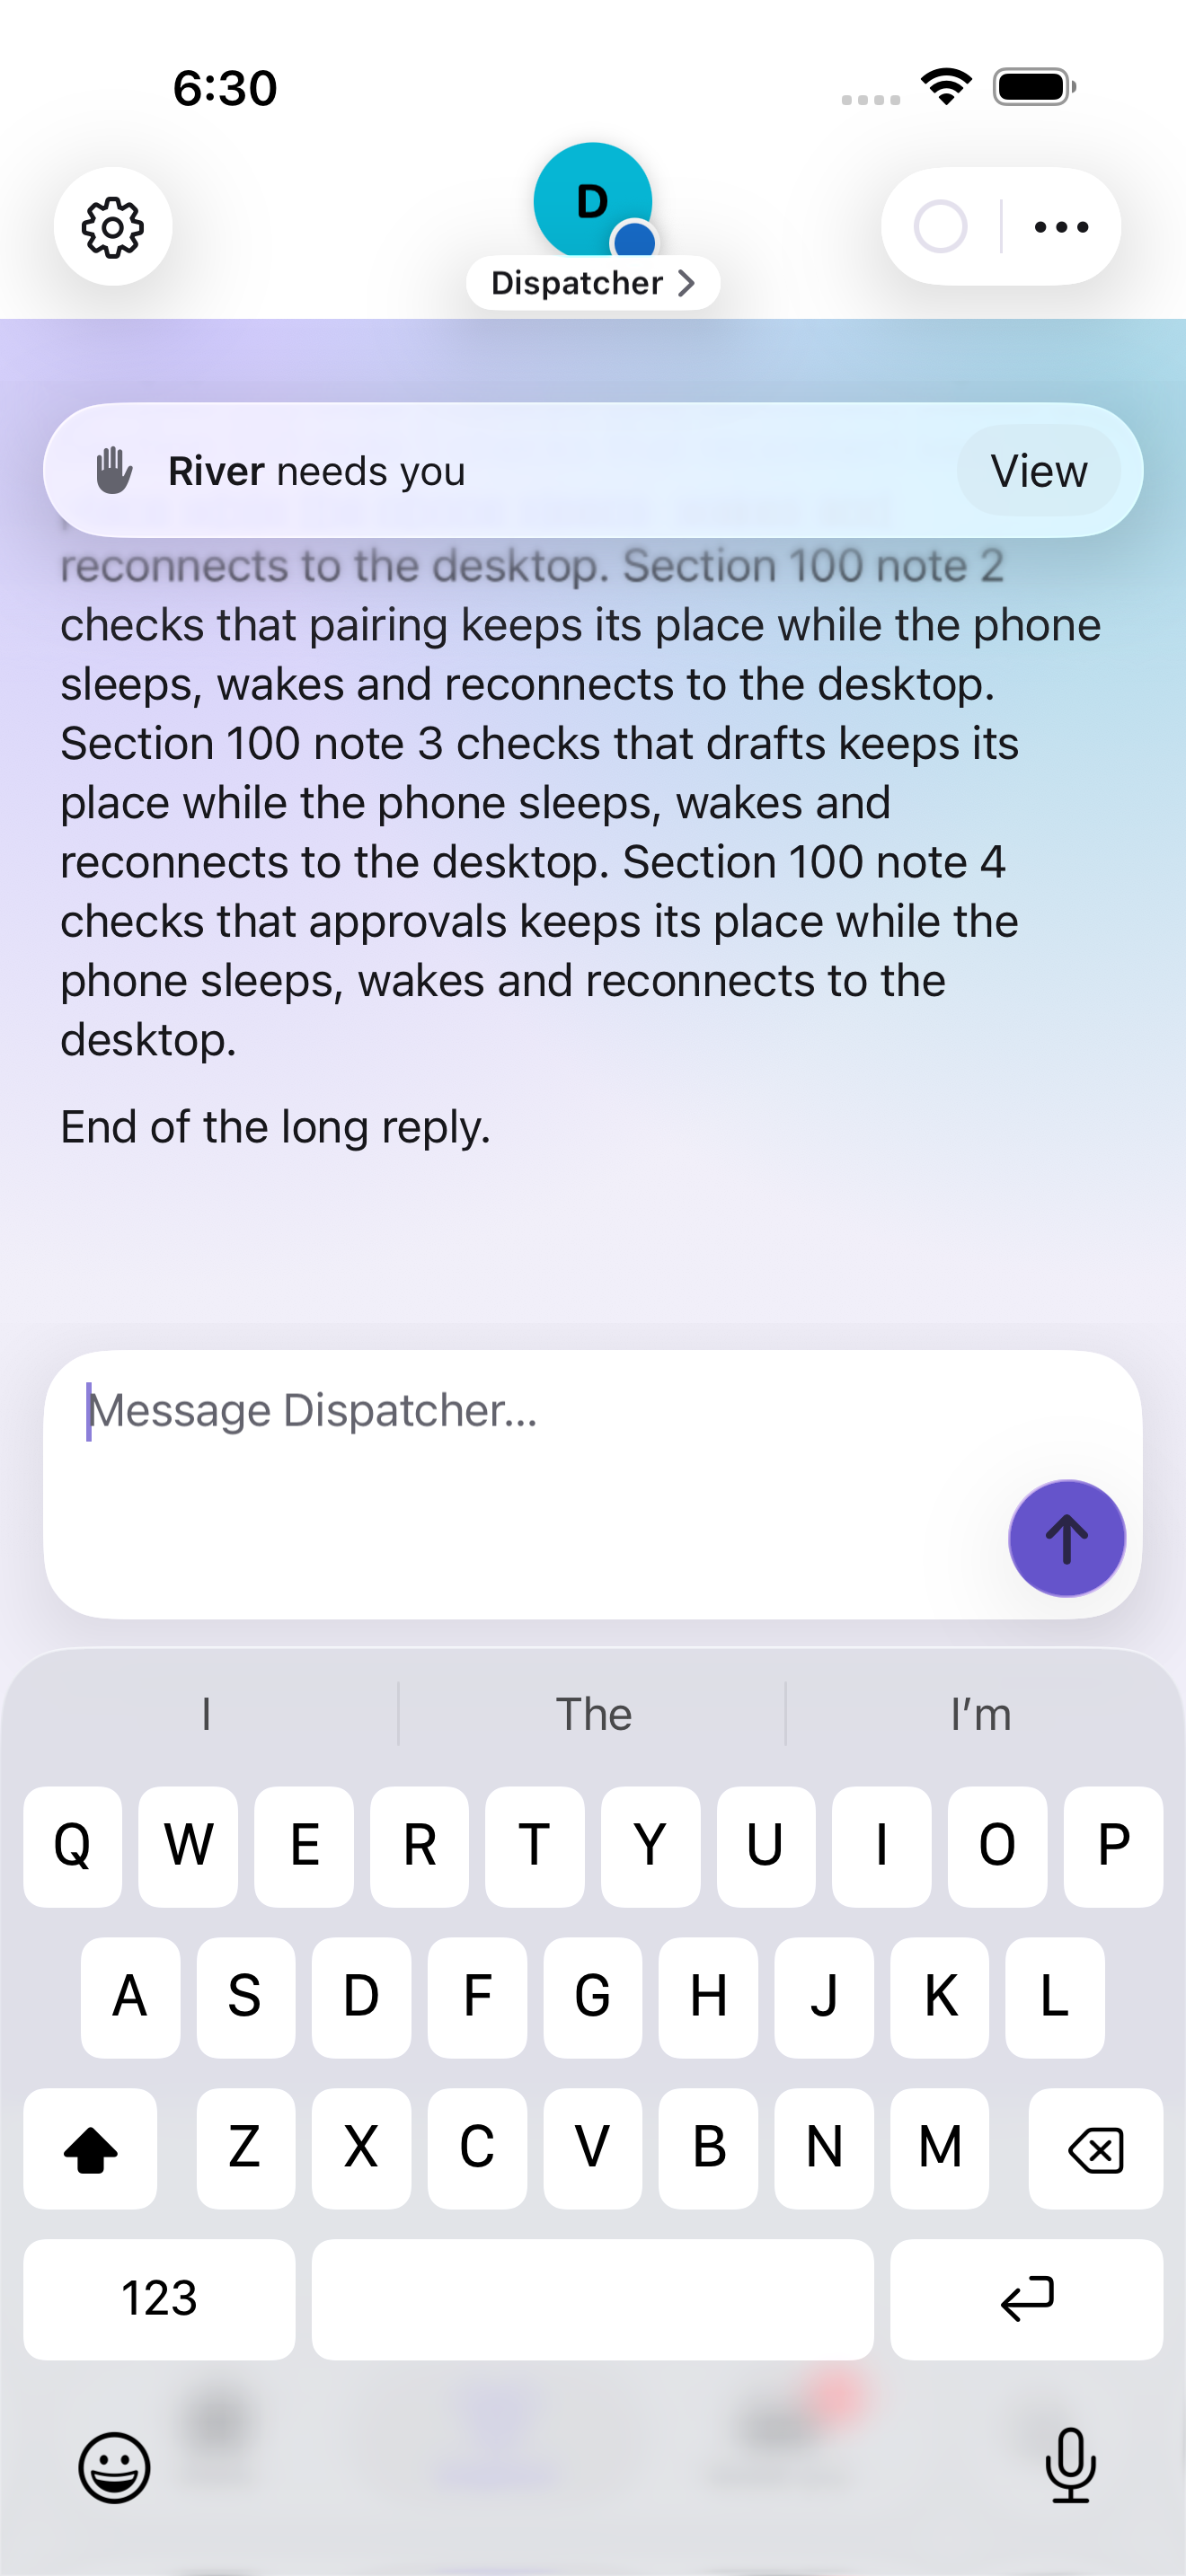 6:30
D
Dispatcher
River needs you
View
reconnects to the desktop. Section 100 note 2
checks that pairing keeps its place while the phone
sleeps, wakes and reconnects to the desktop.
Section 100 note 3 checks that drafts keeps its
place while the phone sleeps, wakes and
reconnects to the desktop. Section 100 note 4
checks that approvals keeps its place while the
phone sleeps, wakes and reconnects to the
desktop.
End of the long reply.
Message Dispatcher...
I The I'm
Q W E R T Y U I O P
A S D F G H J K L
Z X C V B N M
123